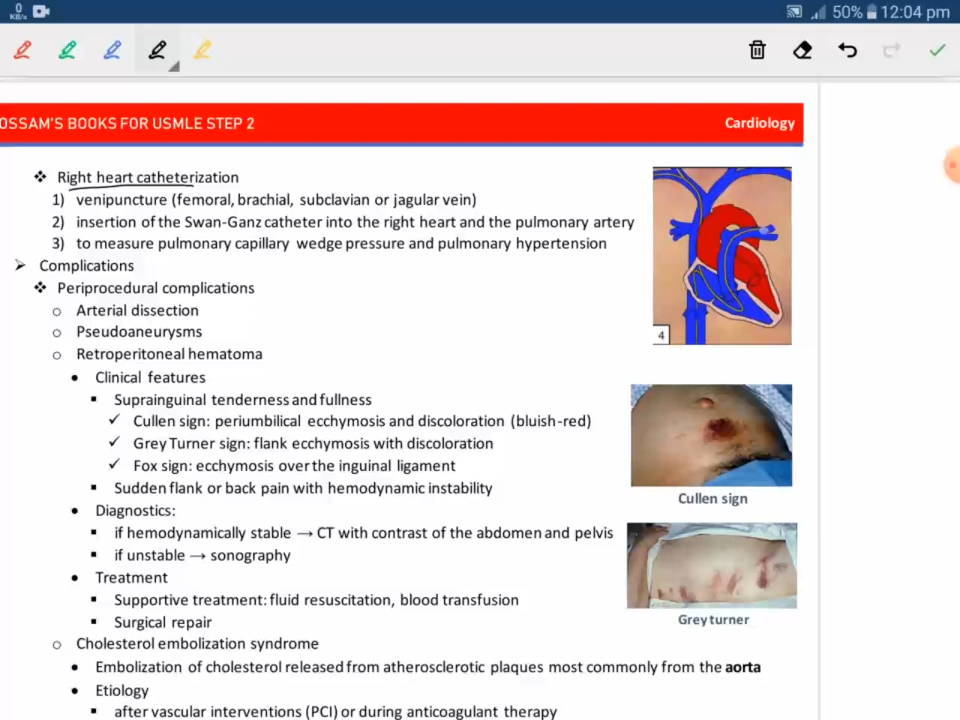 0
KB/s
50% 12:04 pm
OSSAM'S BOOKS FOR USMLE STEP 2 Cardiology
❖ Right heart catheterization
1) venipuncture (femoral, brachial, subclavian or jagular vein)
2) insertion of the Swan-Ganz catheter into the right heart and the pulmonary artery
3) to measure pulmonary capillary wedge pressure and pulmonary hypertension
➢ Complications
❖ Periprocedural complications
o Arterial dissection
o Pseudoaneurysms
o Retroperitoneal hematoma
• Clinical features
▪ Suprainguinal tenderness and fullness
✓ Cullen sign: periumbilical ecchymosis and discoloration (bluish-red)
✓ Grey Turner sign: flank ecchymosis with discoloration
✓ Fox sign: ecchymosis over the inguinal ligament
▪ Sudden flank or back pain with hemodynamic instability
• Diagnostics:
▪ if hemodynamically stable → CT with contrast of the abdomen and pelvis
▪ if unstable → sonography
• Treatment
▪ Supportive treatment: fluid resuscitation, blood transfusion
▪ Surgical repair
o Cholesterol embolization syndrome
• Embolization of cholesterol released from atherosclerotic plaques most commonly from the aorta
• Etiology
▪ after vascular interventions (PCI) or during anticoagulant therapy
4
Cullen sign
Grey turner